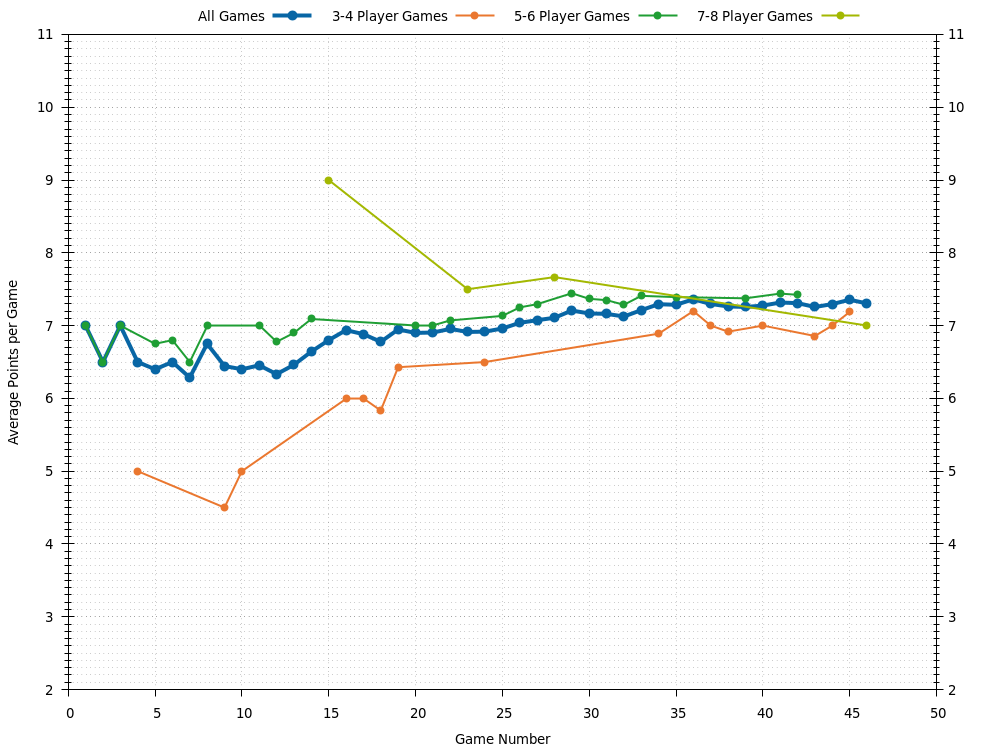 All Games 3-4 Player Games 5-6 Player Games 7-8 Player Games
11 11
10 10
9 9
8 8
7 7
6 6
5 5
4 4
3 3
2 2
Average Points per Game
0 5 10 15 20 25 30 35 40 45 50
Game Number